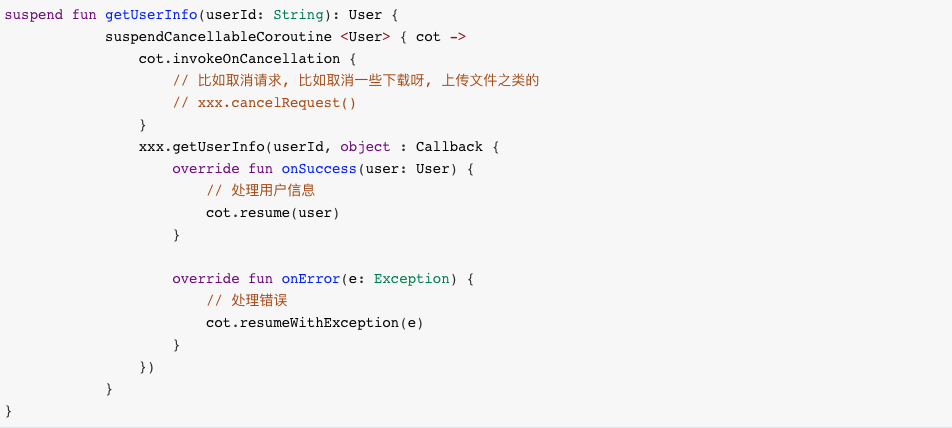 suspend fun getUserInfo(userId: String): User {
            suspendCancellableCoroutine <User> { cot ->
                cot.invokeOnCancellation {
                    // 比如取消请求, 比如取消一些下载呀, 上传文件之类的
                    // xxx.cancelRequest()
                }
                xxx.getUserInfo(userId, object : Callback {
                    override fun onSuccess(user: User) {
                        // 处理用户信息
                        cot.resume(user)
                    }

                    override fun onError(e: Exception) {
                        // 处理错误
                        cot.resumeWithException(e)
                    }
                })
            }
}